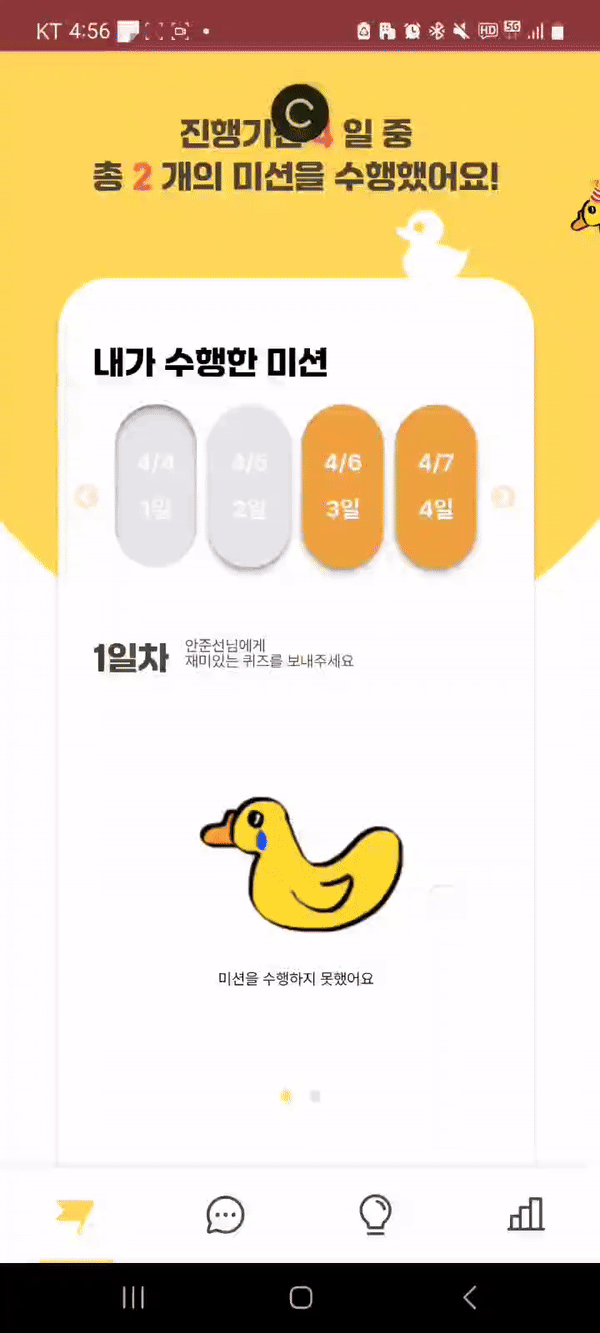 KT 4:56
HD 5G
진행기간 4 일 중
총 2 개의 미션을 수행했어요!
내가 수행한 미션
4/4 4/5 4/6 4/7
1일 2일 3일 4일
1일차
안준선님에게
재미있는 퀴즈를 보내주세요
미션을 수행하지 못했어요